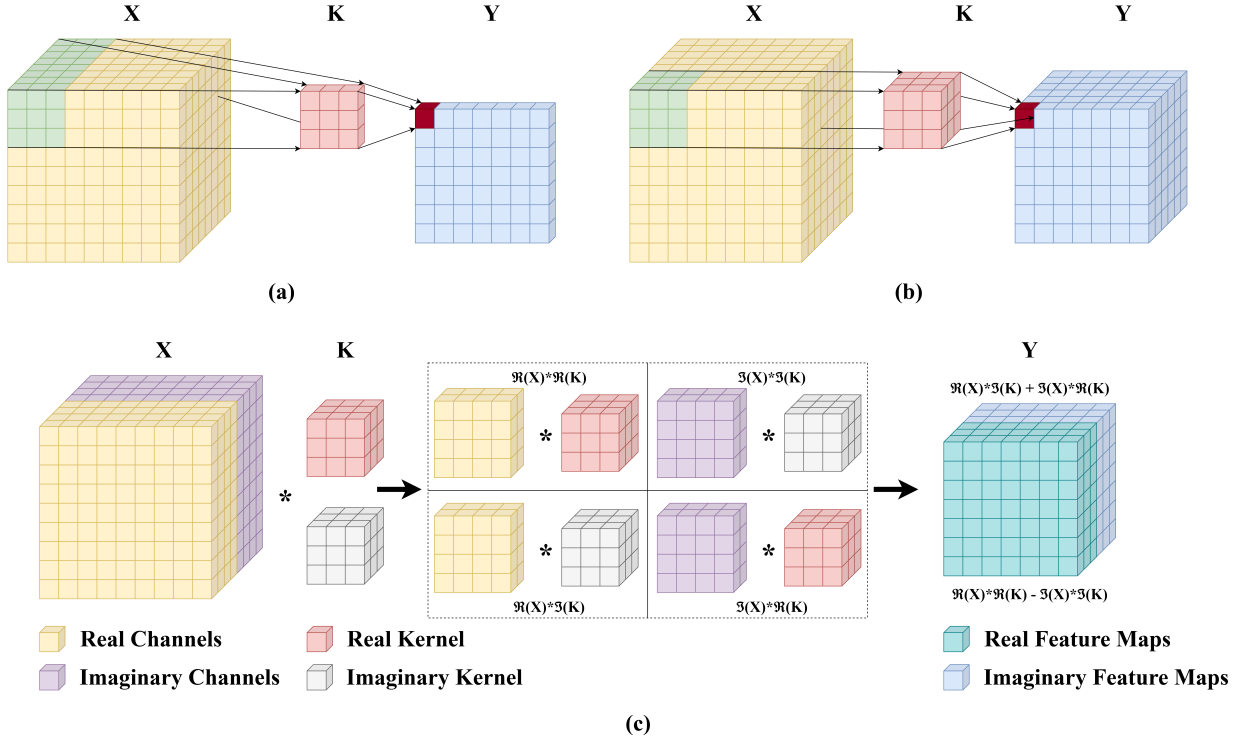 X K Y
X K Y
(a)
(b)
X K
Y
ℜ(X)*ℜ(K)
ℑ(X)*ℑ(K)
ℜ(X)*ℑ(K) + ℑ(X)*ℜ(K)
*
*
*
*
*
ℜ(X)*ℑ(K)
ℑ(X)*ℜ(K)
ℜ(X)*ℜ(K) - ℑ(X)*ℑ(K)
Real Channels
Real Kernel
Real Feature Maps
Imaginary Channels
Imaginary Kernel
Imaginary Feature Maps
(c)